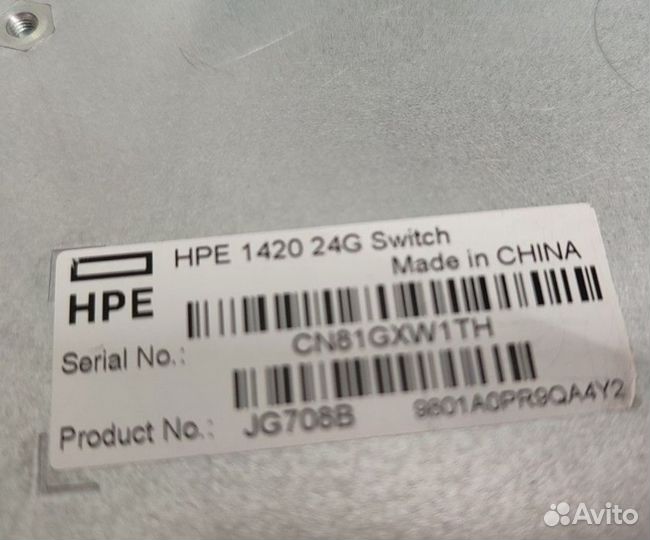 HPE 1420 24G Switch
Made in CHINA
HPE
Serial No.:
CN81GXW1TH
Product No.: JG708B
9801A0PR9QA4Y2
Avito